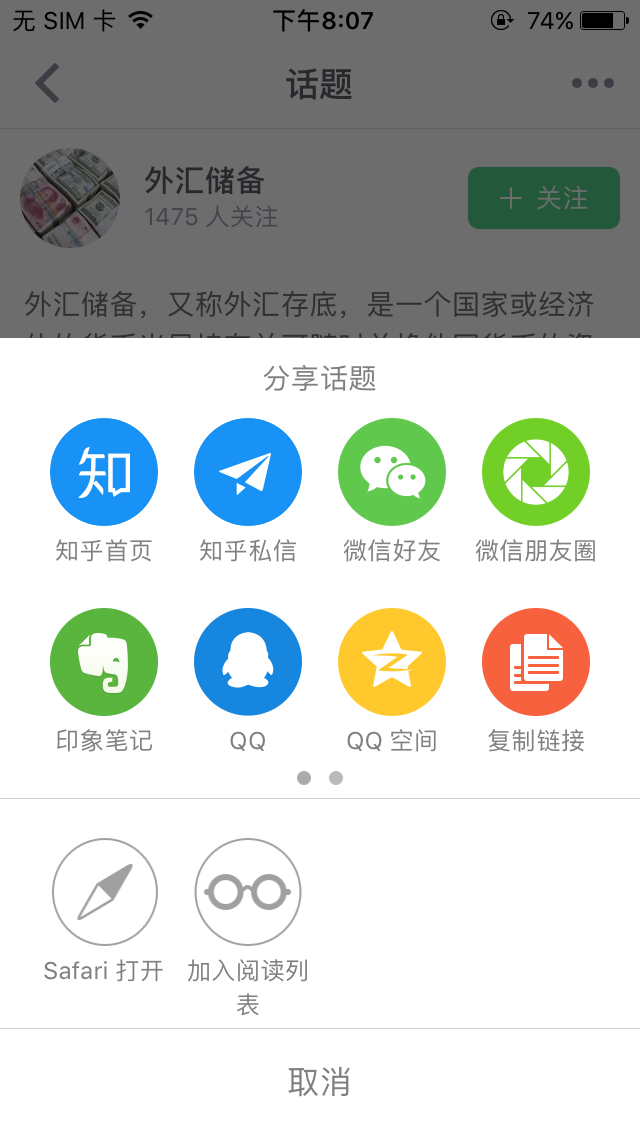 无 SIM 卡 下午8:07 74%
话题
外汇储备
1475 人关注
关注
外汇储备，又称外汇存底，是一个国家或经济
分享话题
知
知乎首页 知乎私信 微信好友 微信朋友圈
印象笔记 QQ QQ 空间 复制链接
Safari 打开 加入阅读列
表
取消